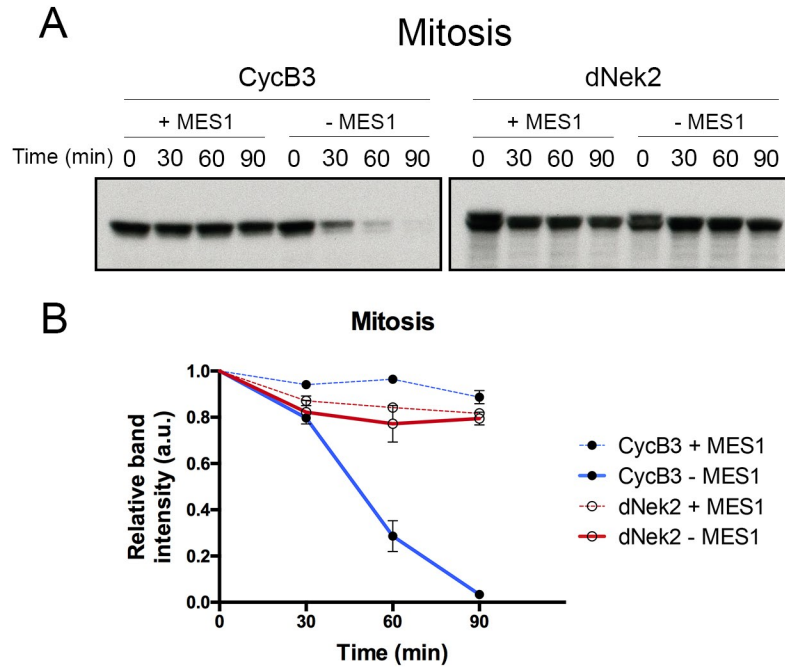 A
Mitosis
CycB3 dNek2
+ MES1 - MES1 + MES1 - MES1
Time (min) 0 30 60 90 0 30 60 90 0 30 60 90 0 30 60 90
B
Mitosis
1.0
0.8
0.6
0.4
0.2
0.0
0 30 60 90
Relative band
intensity (a.u.)
Time (min)
CycB3 + MES1
CycB3 - MES1
dNek2 + MES1
dNek2 - MES1